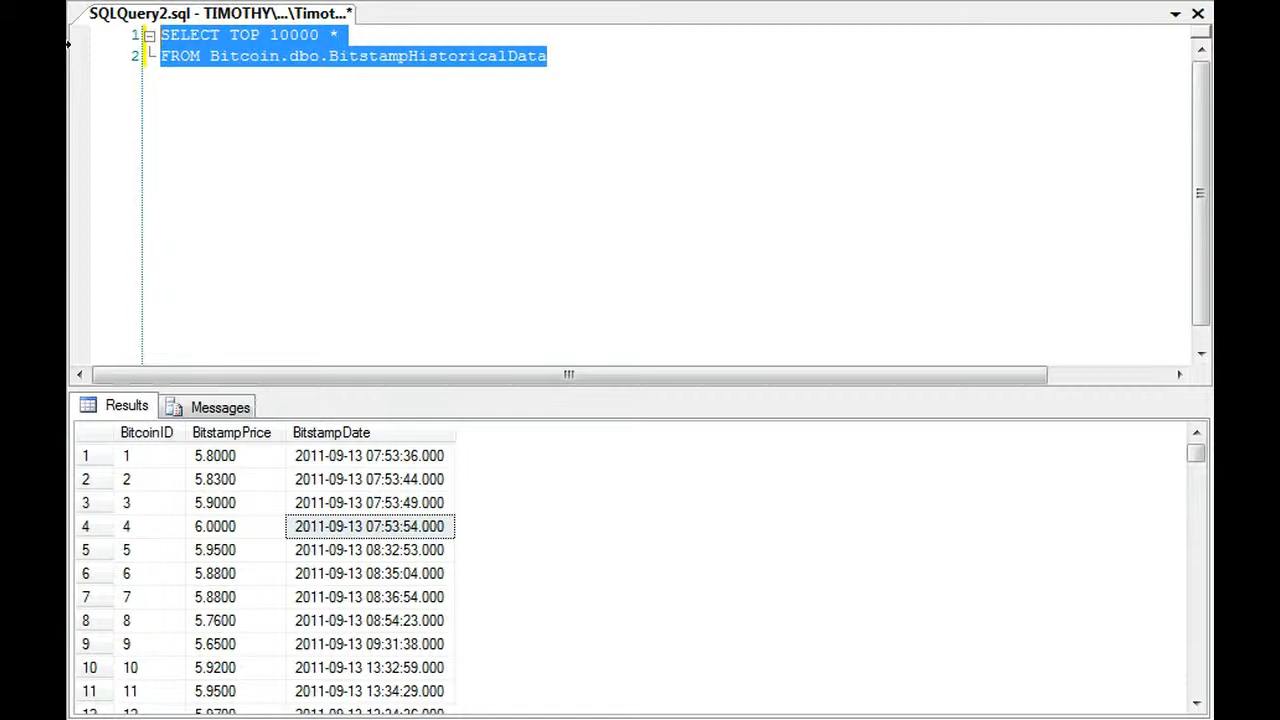 SQLQuery2.sql - TIMOTHY\...\Timot...*
1 SELECT TOP 10000 *
2 FROM Bitcoin.dbo.BitstampHistoricalData
Results Messages
BitcoinID BitstampPrice BitstampDate
1 1 5.8000 2011-09-13 07:53:36.000
2 2 5.8300 2011-09-13 07:53:44.000
3 3 5.9000 2011-09-13 07:53:49.000
4 4 6.0000 2011-09-13 07:53:54.000
5 5 5.9500 2011-09-13 08:32:53.000
6 6 5.8800 2011-09-13 08:35:04.000
7 7 5.8800 2011-09-13 08:36:54.000
8 8 5.7600 2011-09-13 08:54:23.000
9 9 5.6500 2011-09-13 09:31:38.000
10 10 5.9200 2011-09-13 13:32:59.000
11 11 5.9500 2011-09-13 13:34:29.000